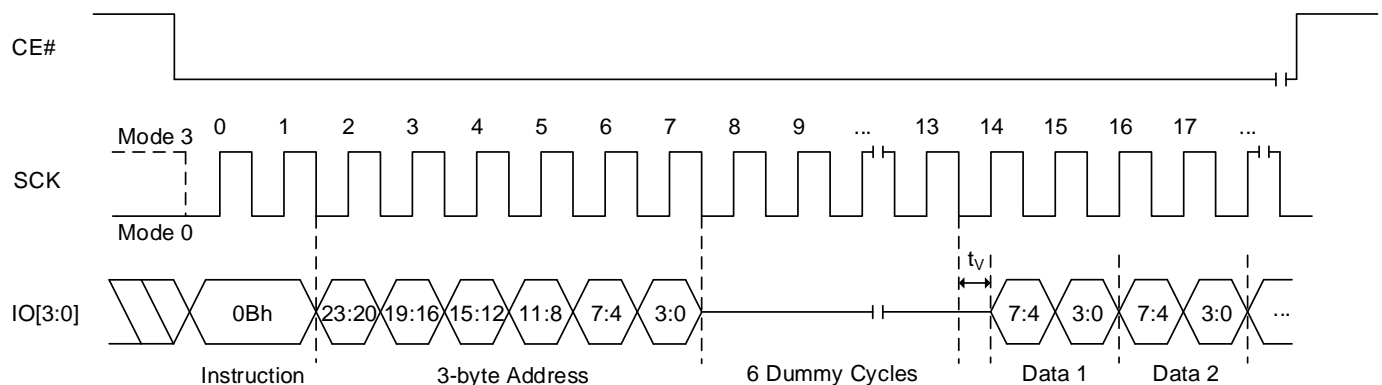 CE#
Mode 3 0 1 2 3 4 5 6 7 8 9 ... 13 14 15 16 17 ...
SCK
Mode 0
tV
IO[3:0] 0Bh 23:20 19:16 15:12 11:8 7:4 3:0 7:4 3:0 7:4 3:0 ...
Instruction 3-byte Address 6 Dummy Cycles Data 1 Data 2